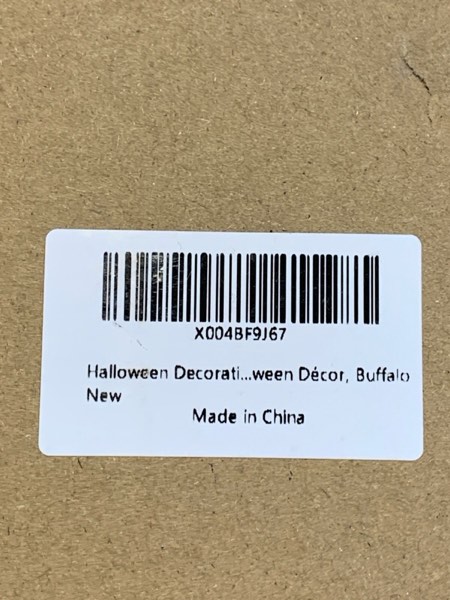 X004BF9J67
Halloween Decorati...ween Décor, Buffalo
New
Made in China